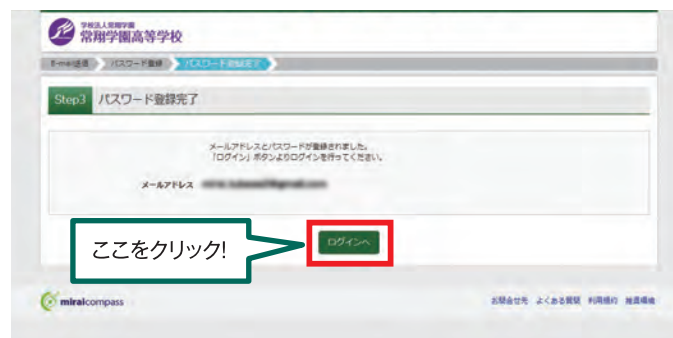 学校法人常翔学園
常翔学園高等学校
E-mail送信
パスワード登録
パスワード登録完了
Step3 パスワード登録完了
メールアドレスとパスワードが登録されました。
「ログイン」ボタンよりログインを行ってください。
メールアドレス
ログインへ
ここをクリック!
miraicompass
お問合せ先 よくある質問 利用規約 推奨環境